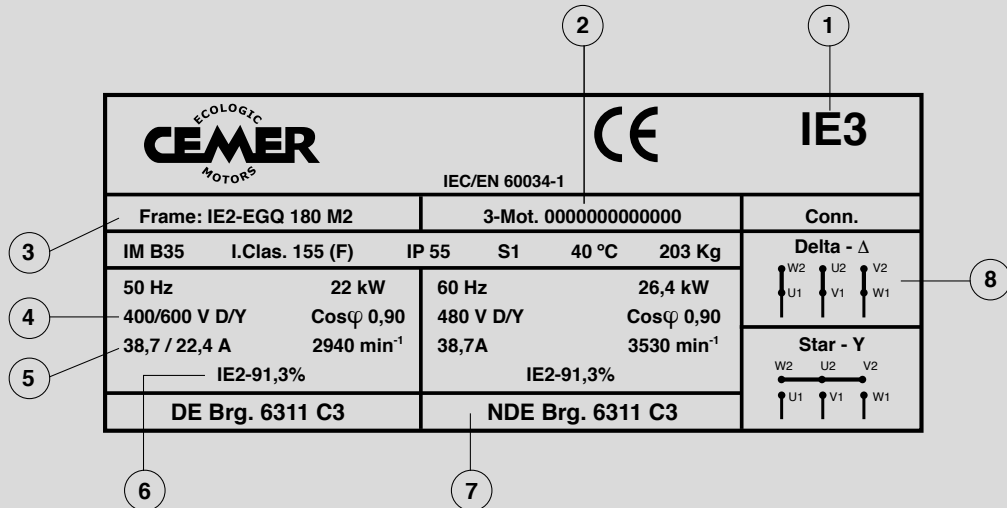 2
1
ECOLOGIC
CEMER
MOTORS
CE
IE3
IEC/EN 60034-1
Frame: IE2-EGQ 180 M2
3-Mot. 0000000000000
Conn.
3
IM B35 I.Clas. 155 (F) IP 55 S1 40 ºC 203 Kg
Delta - Δ
W2 U2 V2
U1 V1 W1
8
50 Hz 22 kW
400/600 V D/Y Cosφ 0,90
38,7 / 22,4 A 2940 min-1
IE2-91,3%
4
5
60 Hz 26,4 kW
480 V D/Y Cosφ 0,90
38,7A 3530 min-1
IE2-91,3%
Star - Y
W2 U2 V2
U1 V1 W1
DE Brg. 6311 C3
NDE Brg. 6311 C3
6
7